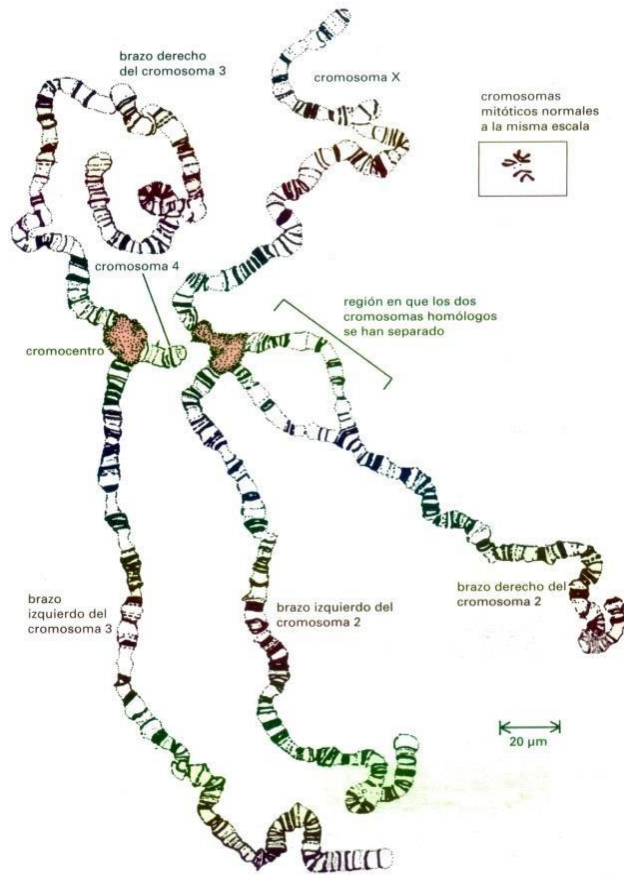 brazo derecho
del cromosoma 3
cromosoma X
cromosomas
mitóticos normales
a la misma escala
cromosoma 4
región en que los dos
cromosomas homólogos
se han separado
cromocentro
brazo
izquierdo del
cromosoma 3
brazo izquierdo del
cromosoma 2
brazo derecho del
cromosoma 2
20 μm